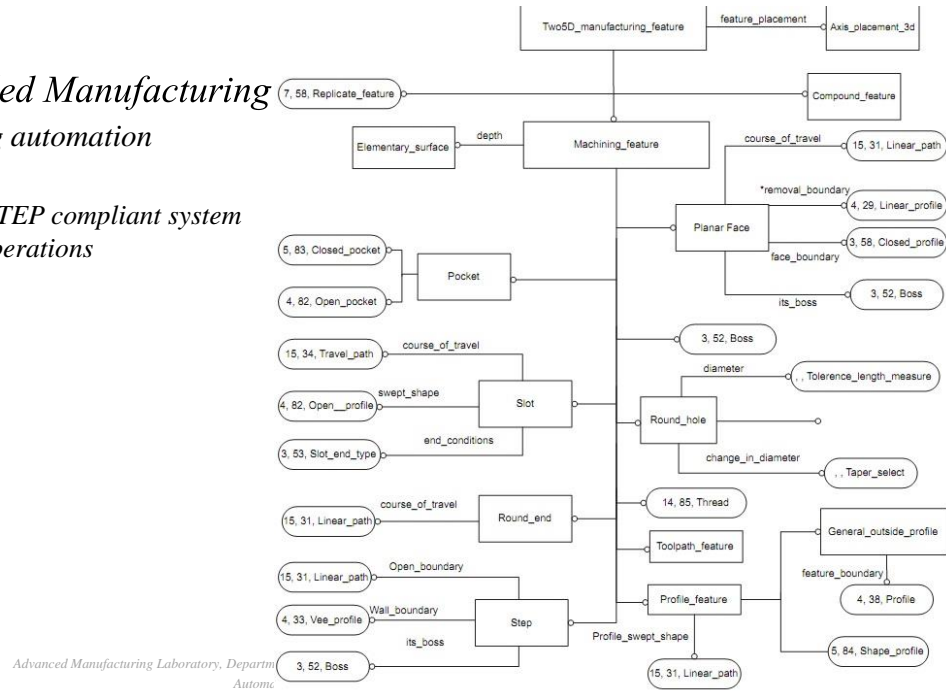 Two5D_manufacturing_feature
feature_placement
Axis_placement_3d
ed Manufacturing
7, 58, Replicate_feature
Compound_feature
g automation
Elementary_surface
depth
Machining_feature
course_of_travel
15, 31, Linear_path
TEP compliant system
perations
*removal_boundary
4, 29, Linear_profile
Planar Face
3, 58, Closed_profile
face_boundary
5, 83, Closed_pocket
Pocket
4, 82, Open_pocket
its_boss
3, 52, Boss
3, 52, Boss
15, 34, Travel_path
course_of_travel
diameter
, , Tolerence_length_measure
swept_shape
4, 82, Open__profile
Slot
Round_hole
end_conditions
3, 53, Slot_end_type
change_in_diameter
, , Taper_select
14, 85, Thread
course_of_travel
15, 31, Linear_path
Round_end
General_outside_profile
Toolpath_feature
Open_boundary
15, 31, Linear_path
feature_boundary
Profile_feature
4, 38, Profile
Wall_boundary
4, 33, Vee_profile
Step
its_boss
Profile_swept_shape
5, 84, Shape_profile
3, 52, Boss
15, 31, Linear_path
Advanced Manufacturing Laboratory, Departm
Automa